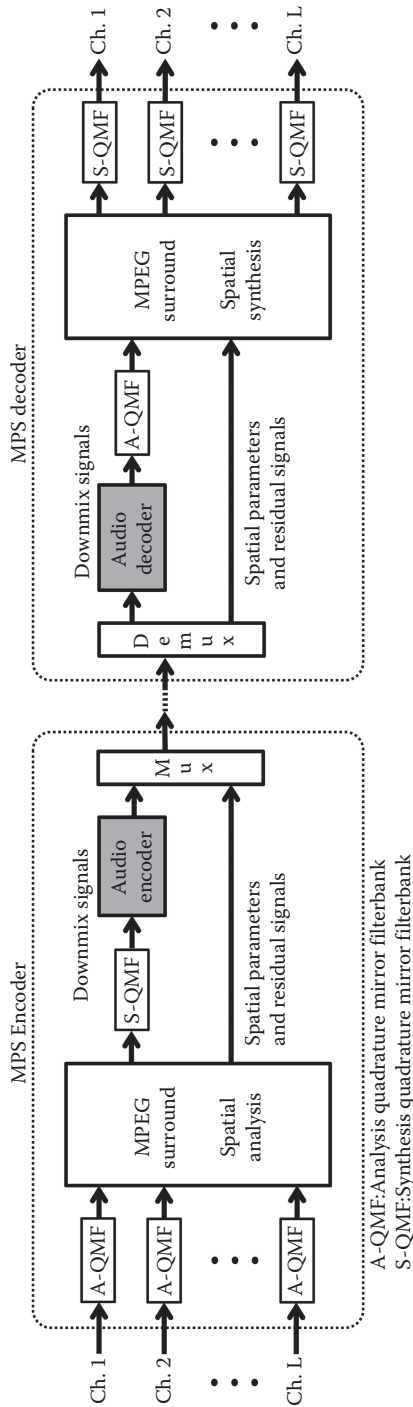 MPS Encoder
Ch. 1
Ch. 2
Ch. L
A-QMF
A-QMF
A-QMF
MPEG
surround
Spatial
analysis
S-QMF
Downmix signals
Audio
encoder
Spatial parameters
and residual signals
M
u
x
MPS decoder
D
e
m
u
x
Downmix signals
Audio
decoder
A-QMF
Spatial parameters
and residual signals
MPEG
surround
Spatial
synthesis
S-QMF
S-QMF
S-QMF
Ch. 1
Ch. 2
Ch. L
A-QMF:Analysis quadrature mirror filterbank
S-QMF:Synthesis quadrature mirror filterbank